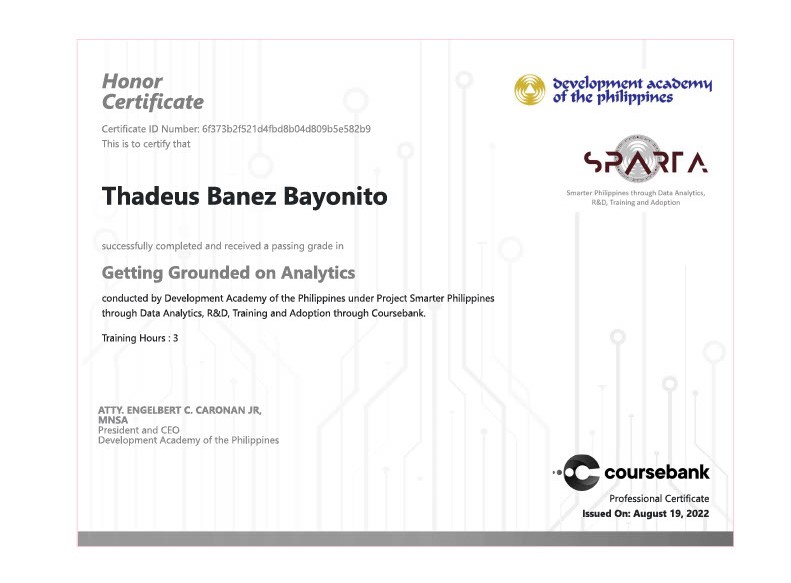 Honor
Certificate
Certificate ID Number: 6f373b2f521d4fbd8b04d809b5e582b9
This is to certify that
Thadeus Banez Bayonito
successfully completed and received a passing grade in
Getting Grounded on Analytics
conducted by Development Academy of the Philippines under Project Smarter Philippines
through Data Analytics, R&D, Training and Adoption through Coursebank.
Training Hours : 3
ATTY. ENGELBERT C. CARONAN JR,
MNSA
President and CEO
Development Academy of the Philippines
development academy
of the philippines
SPARTA
Smarter Philippines through Data Analytics,
R&D, Training and Adoption
coursebank
Professional Certificate
Issued On: August 19, 2022